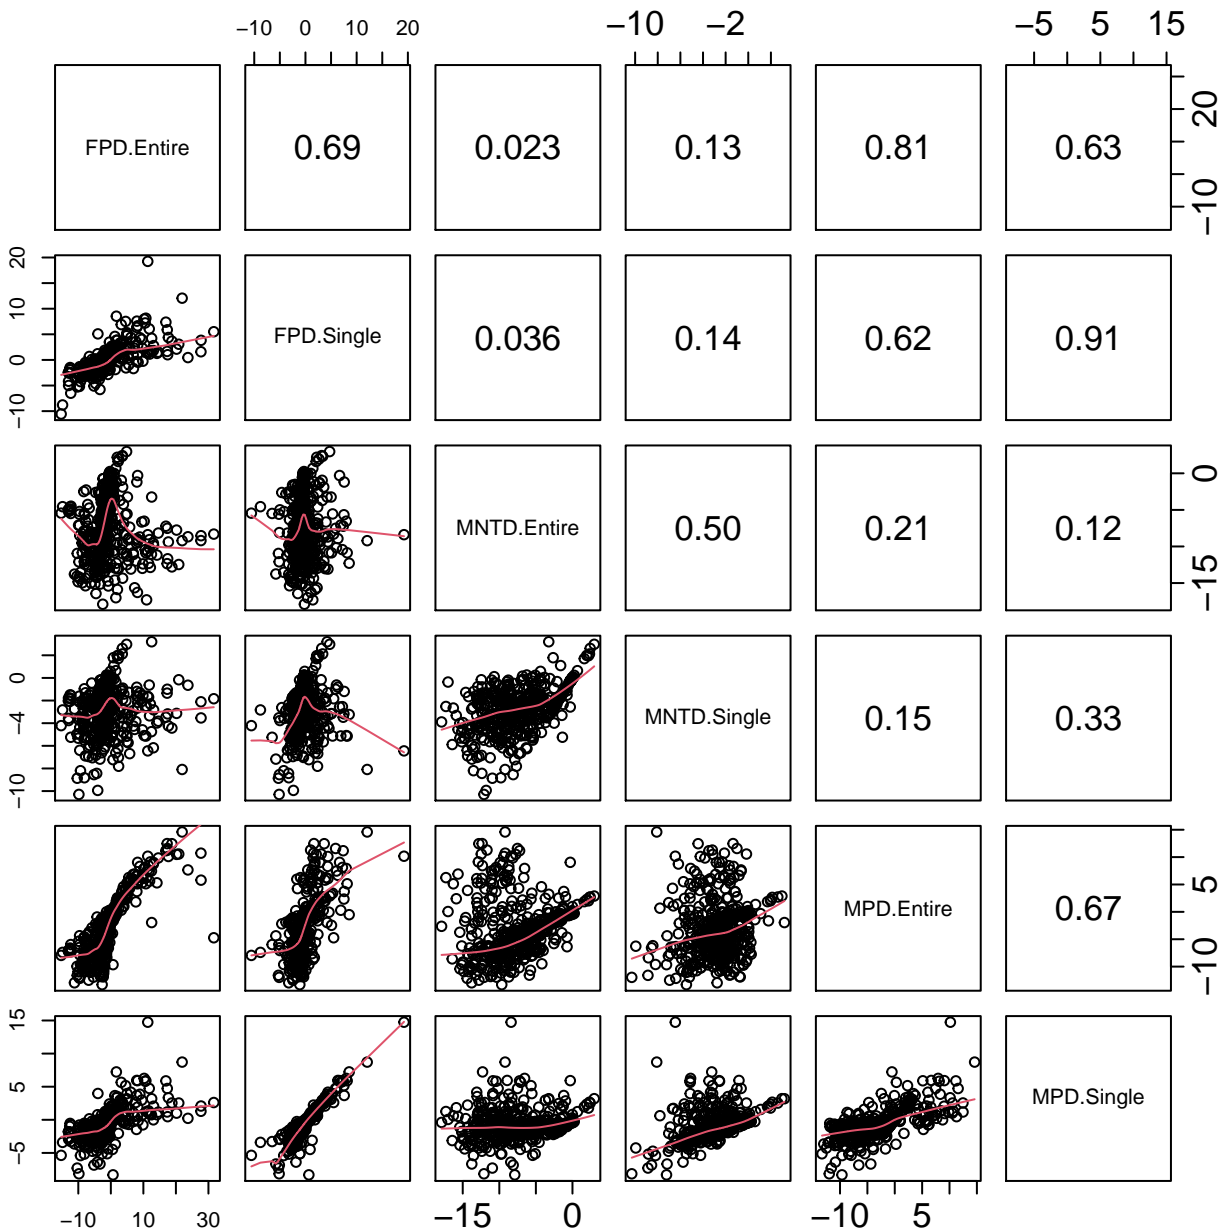 −10 0 20 −10 −2 −5 5 15
FPD.Entire 0.69 0.023 0.13 0.81 0.63
−10 20
−10 0 10 20
FPD.Single 0.036 0.14 0.62 0.91
MNTD.Entire 0.50 0.21 0.12
−15 0
−10 −4 0
MNTD.Single 0.15 0.33
MPD.Entire 0.67
−10 5
−5 5 15
MPD.Single
−10 10 30 −15 0 −10 5